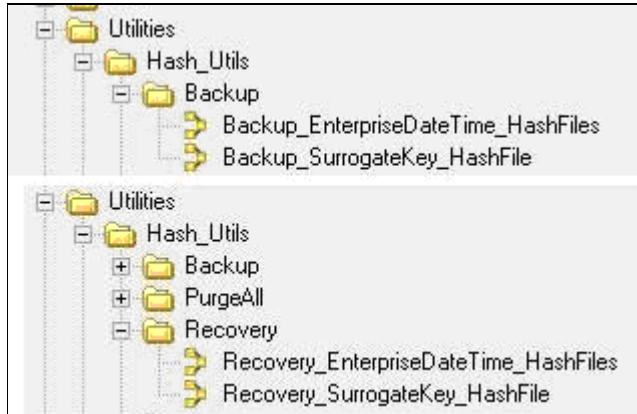 Utilities
Hash_Utils
Backup
Backup_EnterpriseDateTime_HashFiles
Backup_SurrogateKey_HashFile
Utilities
Hash_Utils
Backup
PurgeAll
Recovery
Recovery_EnterpriseDateTime_HashFiles
Recovery_SurrogateKey_HashFile